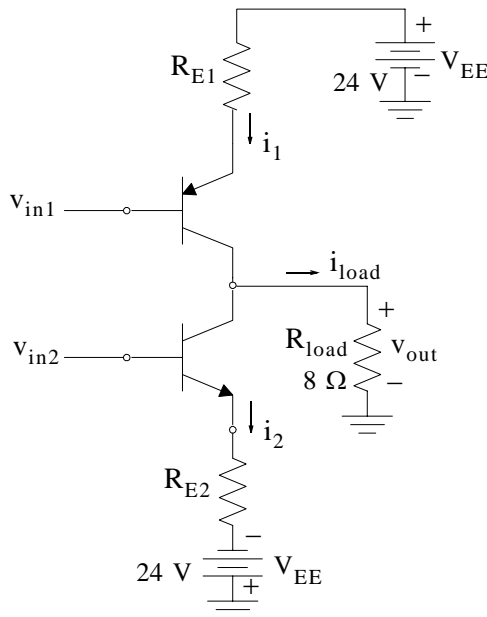 +
R_E1
V_EE
24 V
−
i_1
v_in1
i_load
+
R_load
v_out
v_in2
8 Ω
−
i_2
R_E2
−
24 V
V_EE
+